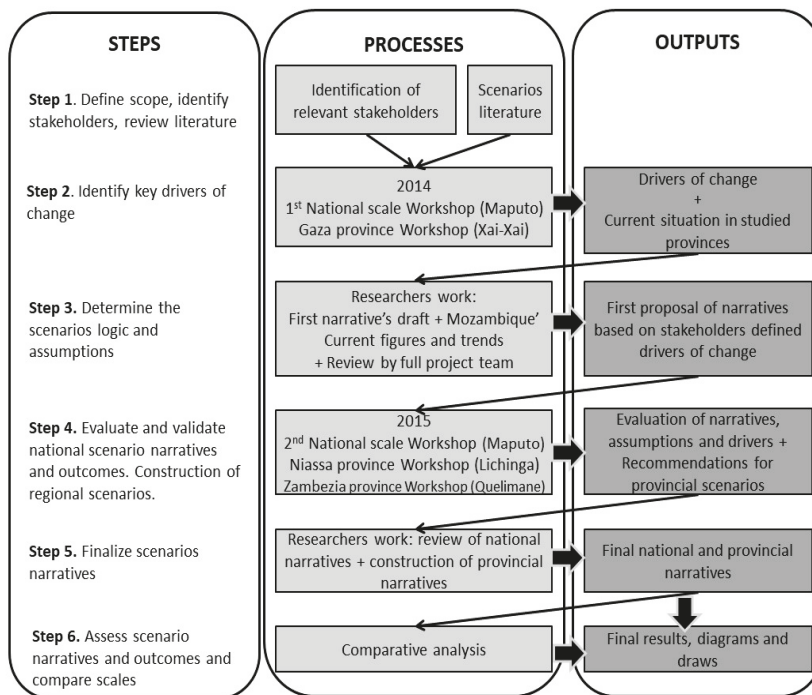 STEPS
Step 1. Define scope, identify
stakeholders, review literature
Step 2. Identify key drivers of
change
Step 3. Determine the
scenarios logic and
assumptions
Step 4. Evaluate and validate
national scenario narratives
and outcomes. Construction of
regional scenarios.
Step 5. Finalize scenarios
narratives
Step 6. Assess scenario
narratives and outcomes and
compare scales
PROCESSES
Identification of
relevant stakeholders
Scenarios
literature
2014
1st National scale Workshop (Maputo)
Gaza province Workshop (Xai-Xai)
Researchers work:
First narrative's draft + Mozambique'
Current figures and trends
+ Review by full project team
2015
2nd National scale Workshop (Maputo)
Niassa province Workshop (Lichinga)
Zambezia province Workshop (Quelimane)
Researchers work: review of national
narratives + construction of provincial
narratives
Comparative analysis
OUTPUTS
Drivers of change
+
Current situation in studied
provinces
First proposal of narratives
based on stakeholders defined
drivers of change
Evaluation of narratives,
assumptions and drivers +
Recommendations for
provincial scenarios
Final national and provincial
narratives
Final results, diagrams and
draws